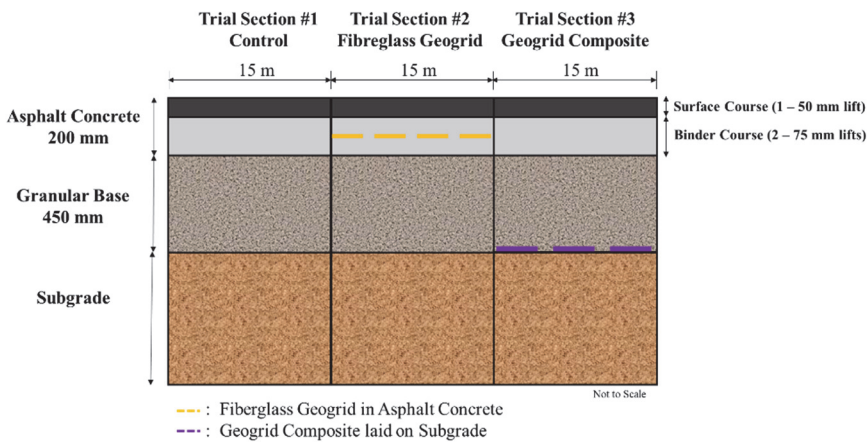 Trial Section #1
Control
Trial Section #2
Fibreglass Geogrid
Trial Section #3
Geogrid Composite
15 m
15 m
15 m
Asphalt Concrete
200 mm
Surface Course (1 – 50 mm lift)
Binder Course (2 – 75 mm lifts)
Granular Base
450 mm
Subgrade
Not to Scale
: Fiberglass Geogrid in Asphalt Concrete
: Geogrid Composite laid on Subgrade